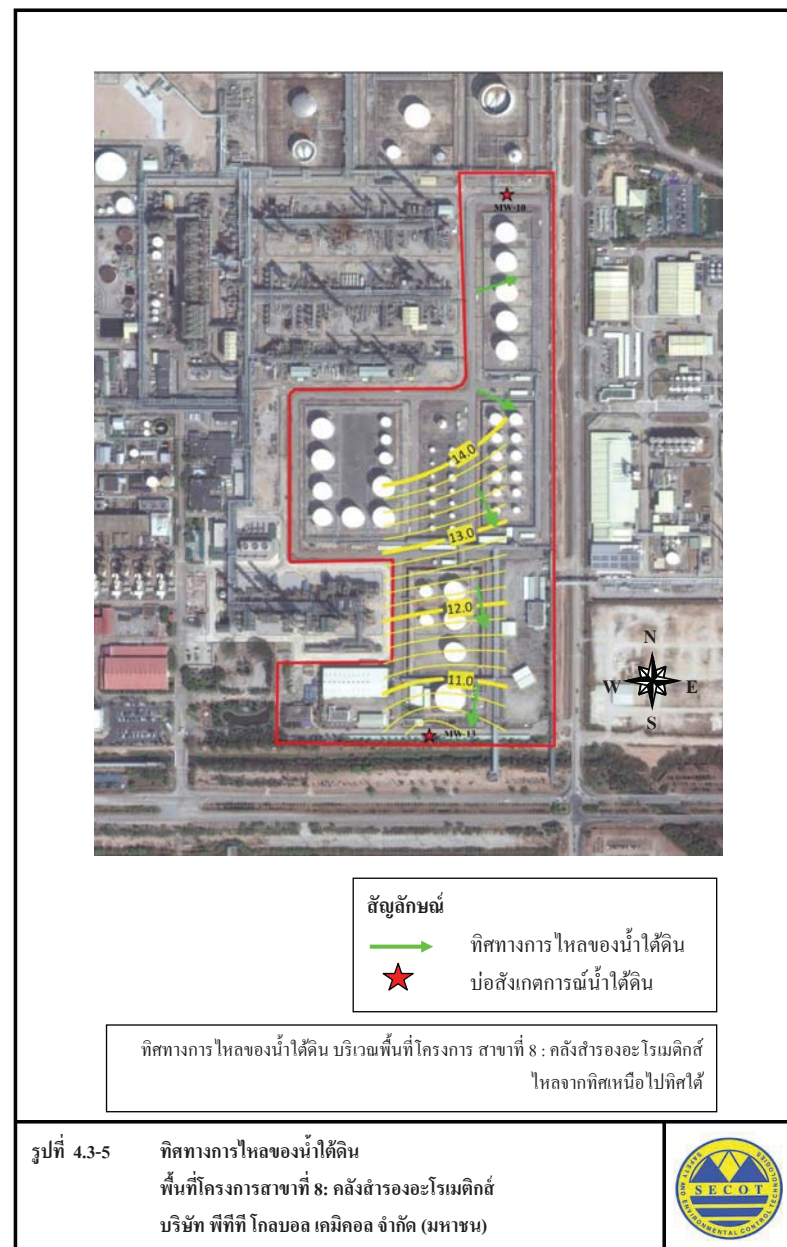 MW-10
14.0
13.0
12.0
11.0
MW-13
N
W E
S
สัญลักษณ์
ทิศทางการไหลของน้ำใต้ดิน
บ่อสังเกตการณ์น้ำใต้ดิน
ทิศทางการไหลของน้ำใต้ดิน บริเวณพื้นที่โครงการ สาขาที่ 8 : คลังสำรองอะโรเมติกส์
ไหลจากทิศเหนือไปทิศใต้
รูปที่ 4.3-5 ทิศทางการไหลของน้ำใต้ดิน
พื้นที่โครงการสาขาที่ 8: คลังสำรองอะโรเมติกส์
บริษัท พีทีที โกลบอล เคมิคอล จำกัด (มหาชน)
SAFETY AND ENVIRONMENTAL CONTROL TECHNOLOGIES
SECOT